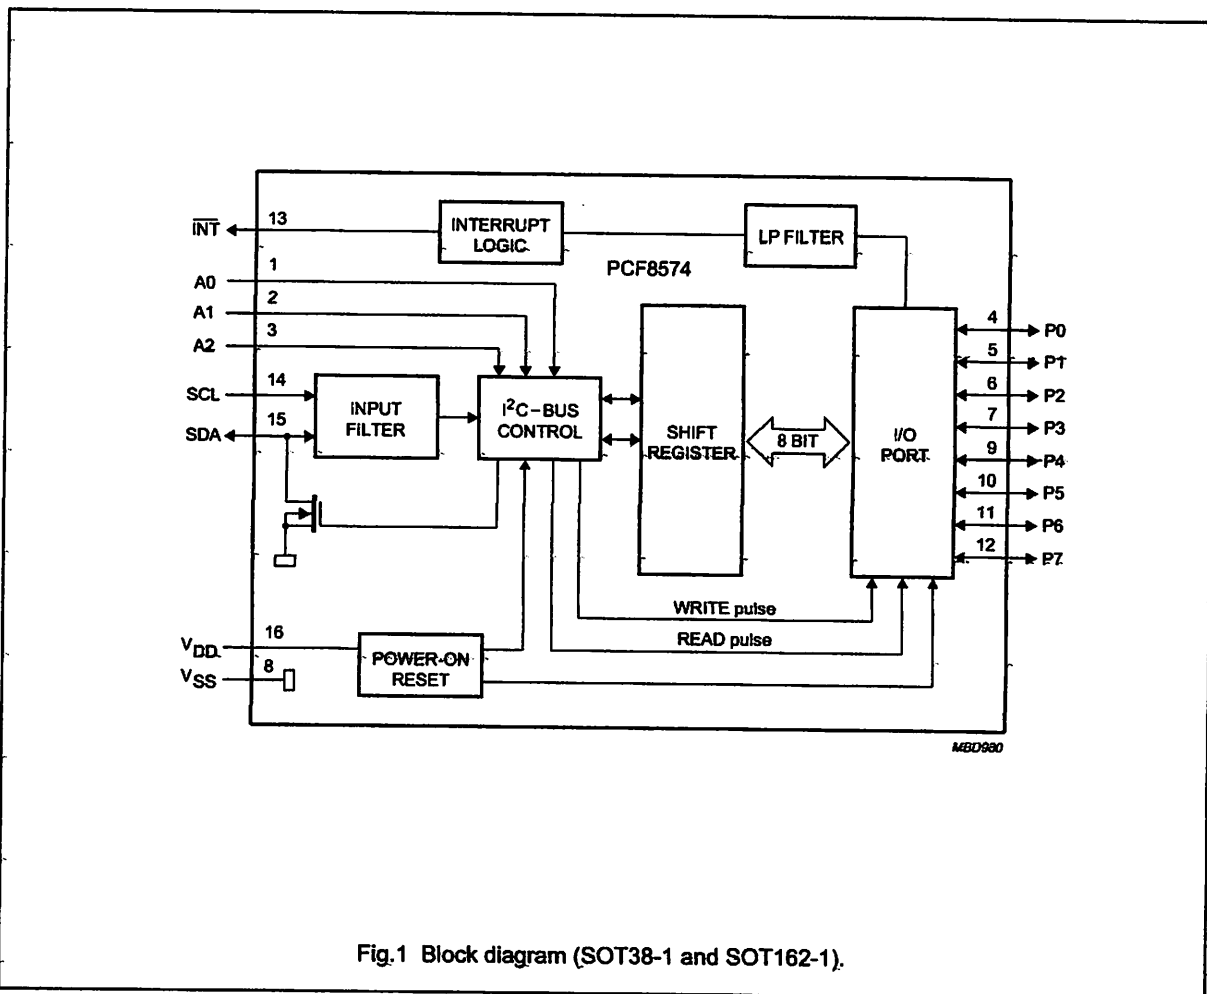 INT 13
INTERRUPT
LOGIC
LP FILTER
PCF8574
A0 1
A1 2
A2 3
SCL 14
SDA 15
INPUT
FILTER
I²C-BUS
CONTROL
SHIFT
REGISTER
8 BIT
I/O
PORT
4 P0
5 P1
6 P2
7 P3
9 P4
10 P5
11 P6
12 P7
WRITE pulse
READ pulse
VDD 16
VSS 8
POWER-ON
RESET
MBD980
Fig.1 Block diagram (SOT38-1 and SOT162-1).